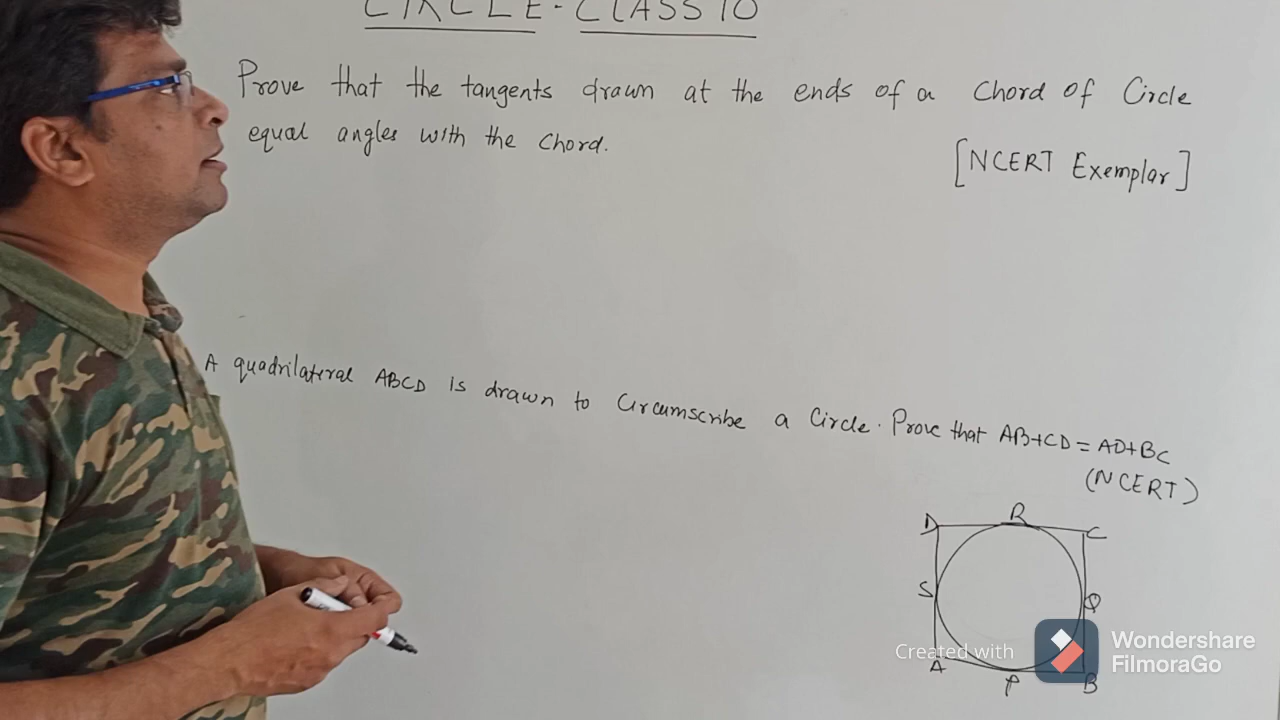 CIRCLE - CLASS 10
Prove that the tangents drawn at the ends of a chord of Circle
equal angles with the chord.
[NCERT Exemplar]
A quadrilateral ABCD is drawn to Circumscribe a Circle. Prove that AB+CD = AD+BC
(NCERT)
D R C
S Q
A P B
Created with Wondershare
FilmoraGo